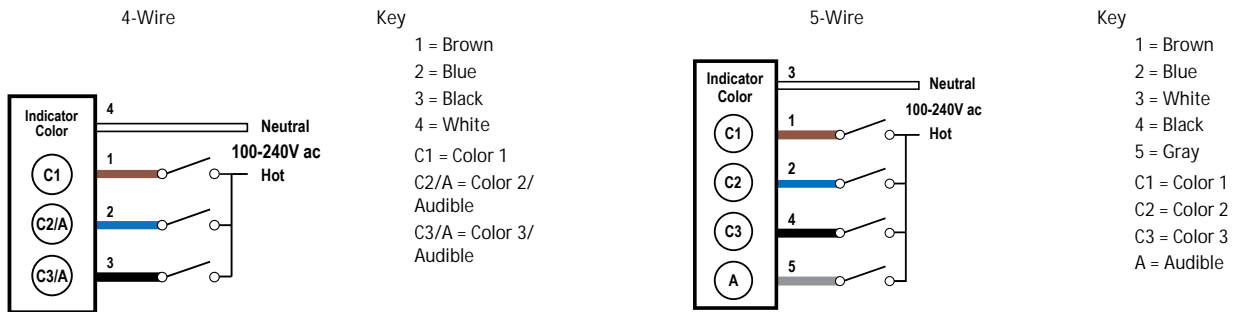 4-Wire
Indicator
Color
4
Neutral
100-240V ac
C1
1
Hot
C2/A
2
C3/A
3
Key
1 = Brown
2 = Blue
3 = Black
4 = White
C1 = Color 1
C2/A = Color 2/
Audible
C3/A = Color 3/
Audible
5-Wire
Indicator
Color
3
Neutral
100-240V ac
C1
1
Hot
C2
2
C3
4
A
5
Key
1 = Brown
2 = Blue
3 = White
4 = Black
5 = Gray
C1 = Color 1
C2 = Color 2
C3 = Color 3
A = Audible